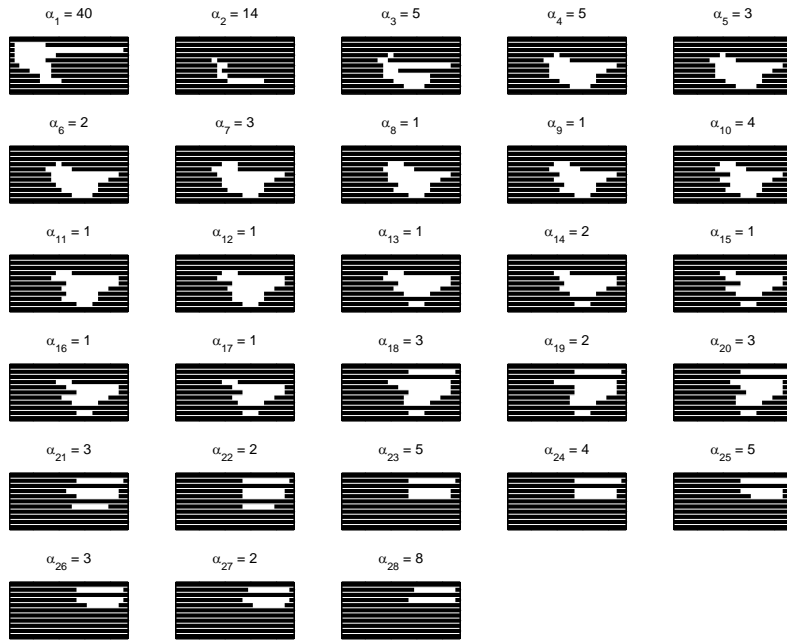 α₁ = 40 α₂ = 14 α₃ = 5 α₄ = 5 α₅ = 3
α₆ = 2 α₇ = 3 α₈ = 1 α₉ = 1 α₁₀ = 4
α₁₁ = 1 α₁₂ = 1 α₁₃ = 1 α₁₄ = 2 α₁₅ = 1
α₁₆ = 1 α₁₇ = 1 α₁₈ = 3 α₁₉ = 2 α₂₀ = 3
α₂₁ = 3 α₂₂ = 2 α₂₃ = 5 α₂₄ = 4 α₂₅ = 5
α₂₆ = 3 α₂₇ = 2 α₂₈ = 8